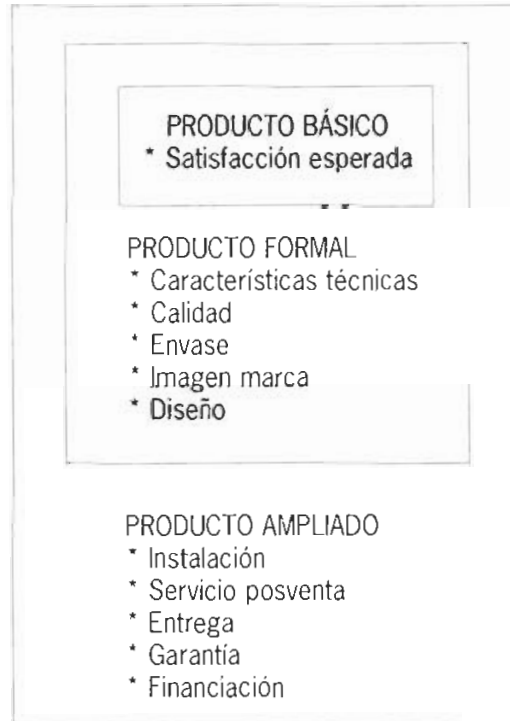 PRODUCTO BÁSICO
* Satisfacción esperada
PRODUCTO FORMAL
* Características técnicas
* Calidad
* Envase
* Imagen marca
* Diseño
PRODUCTO AMPLIADO
* Instalación
* Servicio posventa
* Entrega
* Garantía
* Financiación